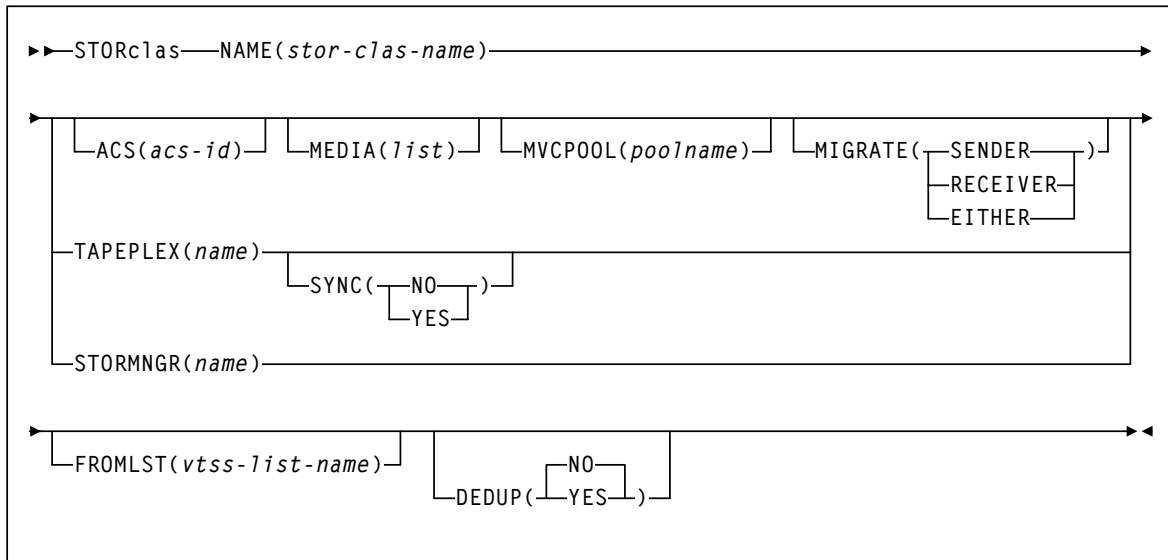 STORclas NAME(stor-clas-name)
ACS(acs-id) MEDIA(list) MVCPOOL(poolname) MIGRATE( SENDER )
RECEIVER
EITHER
TAPEPLEX(name)
SYNC( NO )
YES
STORMNGR(name)
NO
FROMLST(vtss-list-name)
DEDUP( YES )